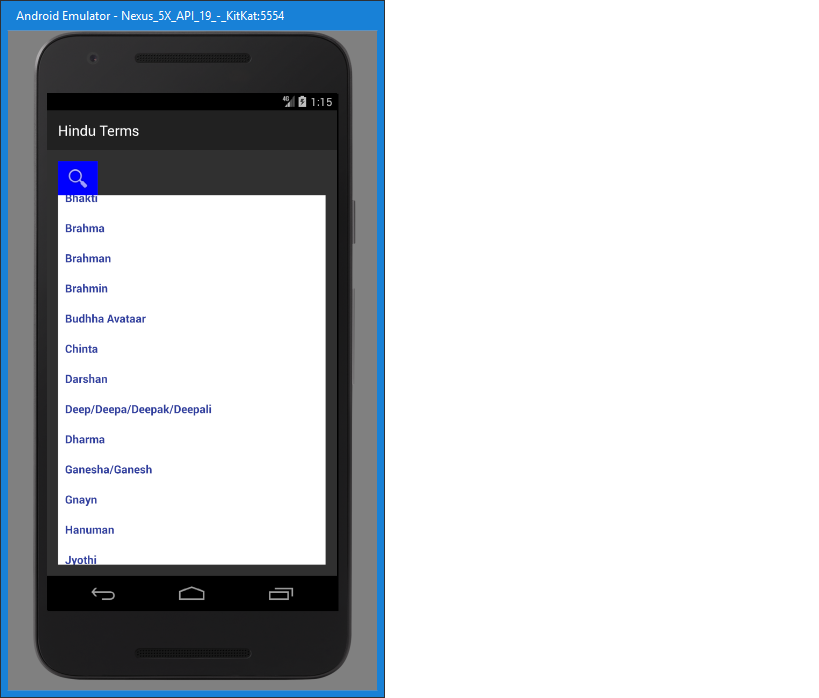 Android Emulator - Nexus_5X_API_19_-_KitKat:5554
4G 1:15
Hindu Terms
Bhakti
Brahma
Brahman
Brahmin
Budhha Avataar
Chinta
Darshan
Deep/Deepa/Deepak/Deepali
Dharma
Ganesha/Ganesh
Gnayn
Hanuman
Jyothi